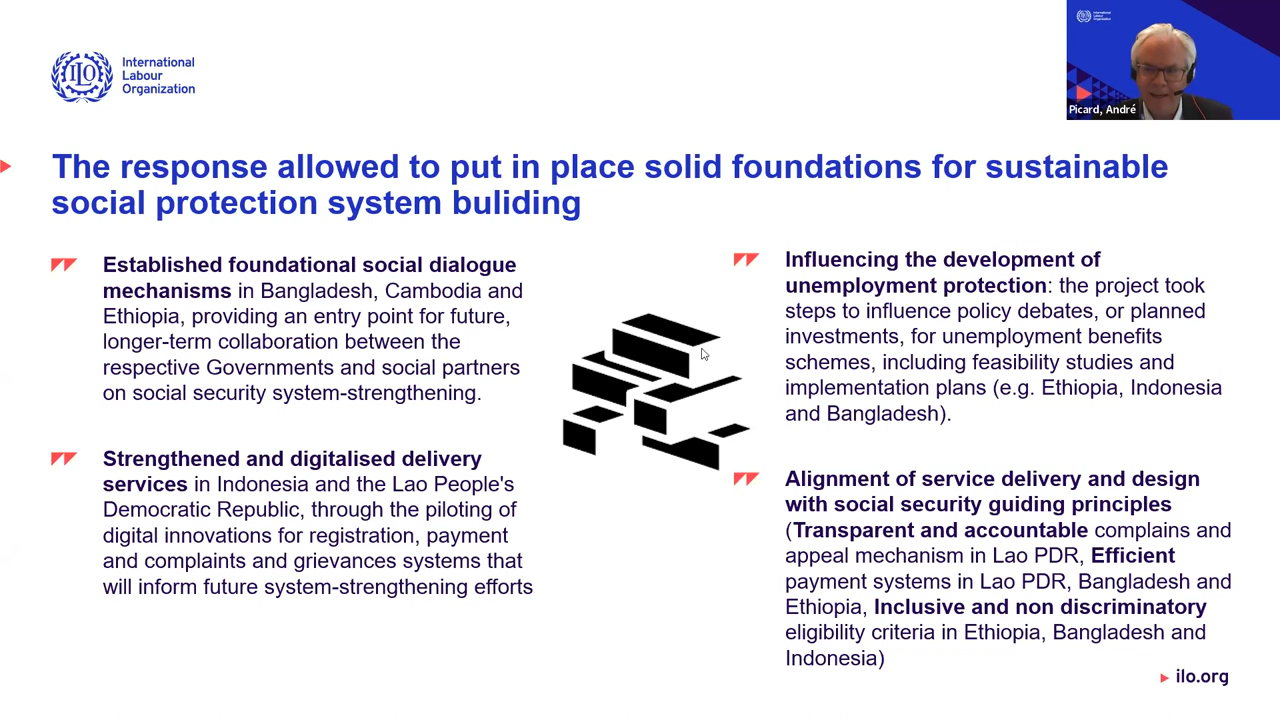 International
Labour
Organization
Picard, André
The response allowed to put in place solid foundations for sustainable
social protection system buliding
Established foundational social dialogue
mechanisms in Bangladesh, Cambodia and
Ethiopia, providing an entry point for future,
longer-term collaboration between the
respective Governments and social partners
on social security system-strengthening.
Strengthened and digitalised delivery
services in Indonesia and the Lao People's
Democratic Republic, through the piloting of
digital innovations for registration, payment
and complaints and grievances systems that
will inform future system-strengthening efforts
Influencing the development of
unemployment protection: the project took
steps to influence policy debates, or planned
investments, for unemployment benefits
schemes, including feasibility studies and
implementation plans (e.g. Ethiopia, Indonesia
and Bangladesh).
Alignment of service delivery and design
with social security guiding principles
(Transparent and accountable complains and
appeal mechanism in Lao PDR, Efficient
payment systems in Lao PDR, Bangladesh and
Ethiopia, Inclusive and non discriminatory
eligibility criteria in Ethiopia, Bangladesh and
Indonesia)
ilo.org